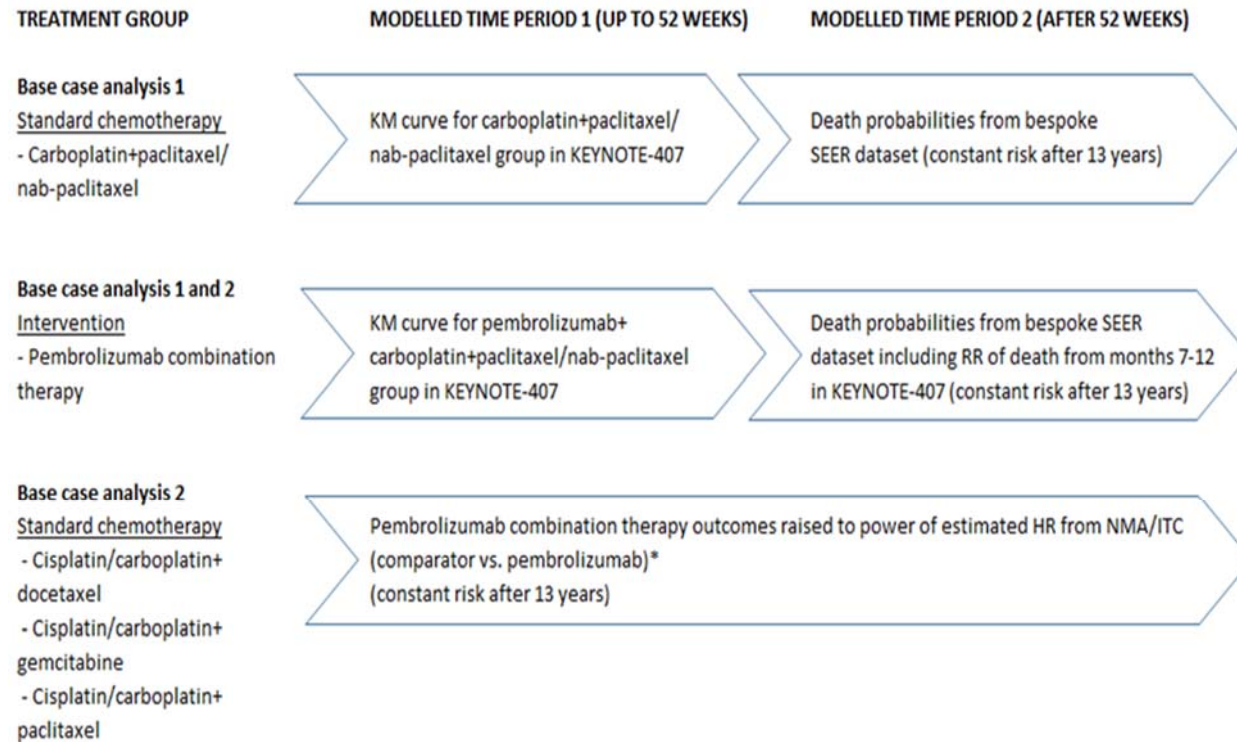 TREATMENT GROUP
MODELLED TIME PERIOD 1 (UP TO 52 WEEKS)
MODELLED TIME PERIOD 2 (AFTER 52 WEEKS)
Base case analysis 1
Standard chemotherapy
- Carboplatin+paclitaxel/
nab-paclitaxel
KM curve for carboplatin+paclitaxel/
nab-paclitaxel group in KEYNOTE-407
Death probabilities from bespoke
SEER dataset (constant risk after 13 years)
Base case analysis 1 and 2
Intervention
- Pembrolizumab combination
therapy
KM curve for pembrolizumab+
carboplatin+paclitaxel/nab-paclitaxel
group in KEYNOTE-407
Death probabilities from bespoke SEER
dataset including RR of death from months 7-12
in KEYNOTE-407 (constant risk after 13 years)
Base case analysis 2
Standard chemotherapy
- Cisplatin/carboplatin+
docetaxel
- Cisplatin/carboplatin+
gemcitabine
- Cisplatin/carboplatin+
paclitaxel
Pembrolizumab combination therapy outcomes raised to power of estimated HR from NMA/ITC
(comparator vs. pembrolizumab)*
(constant risk after 13 years)